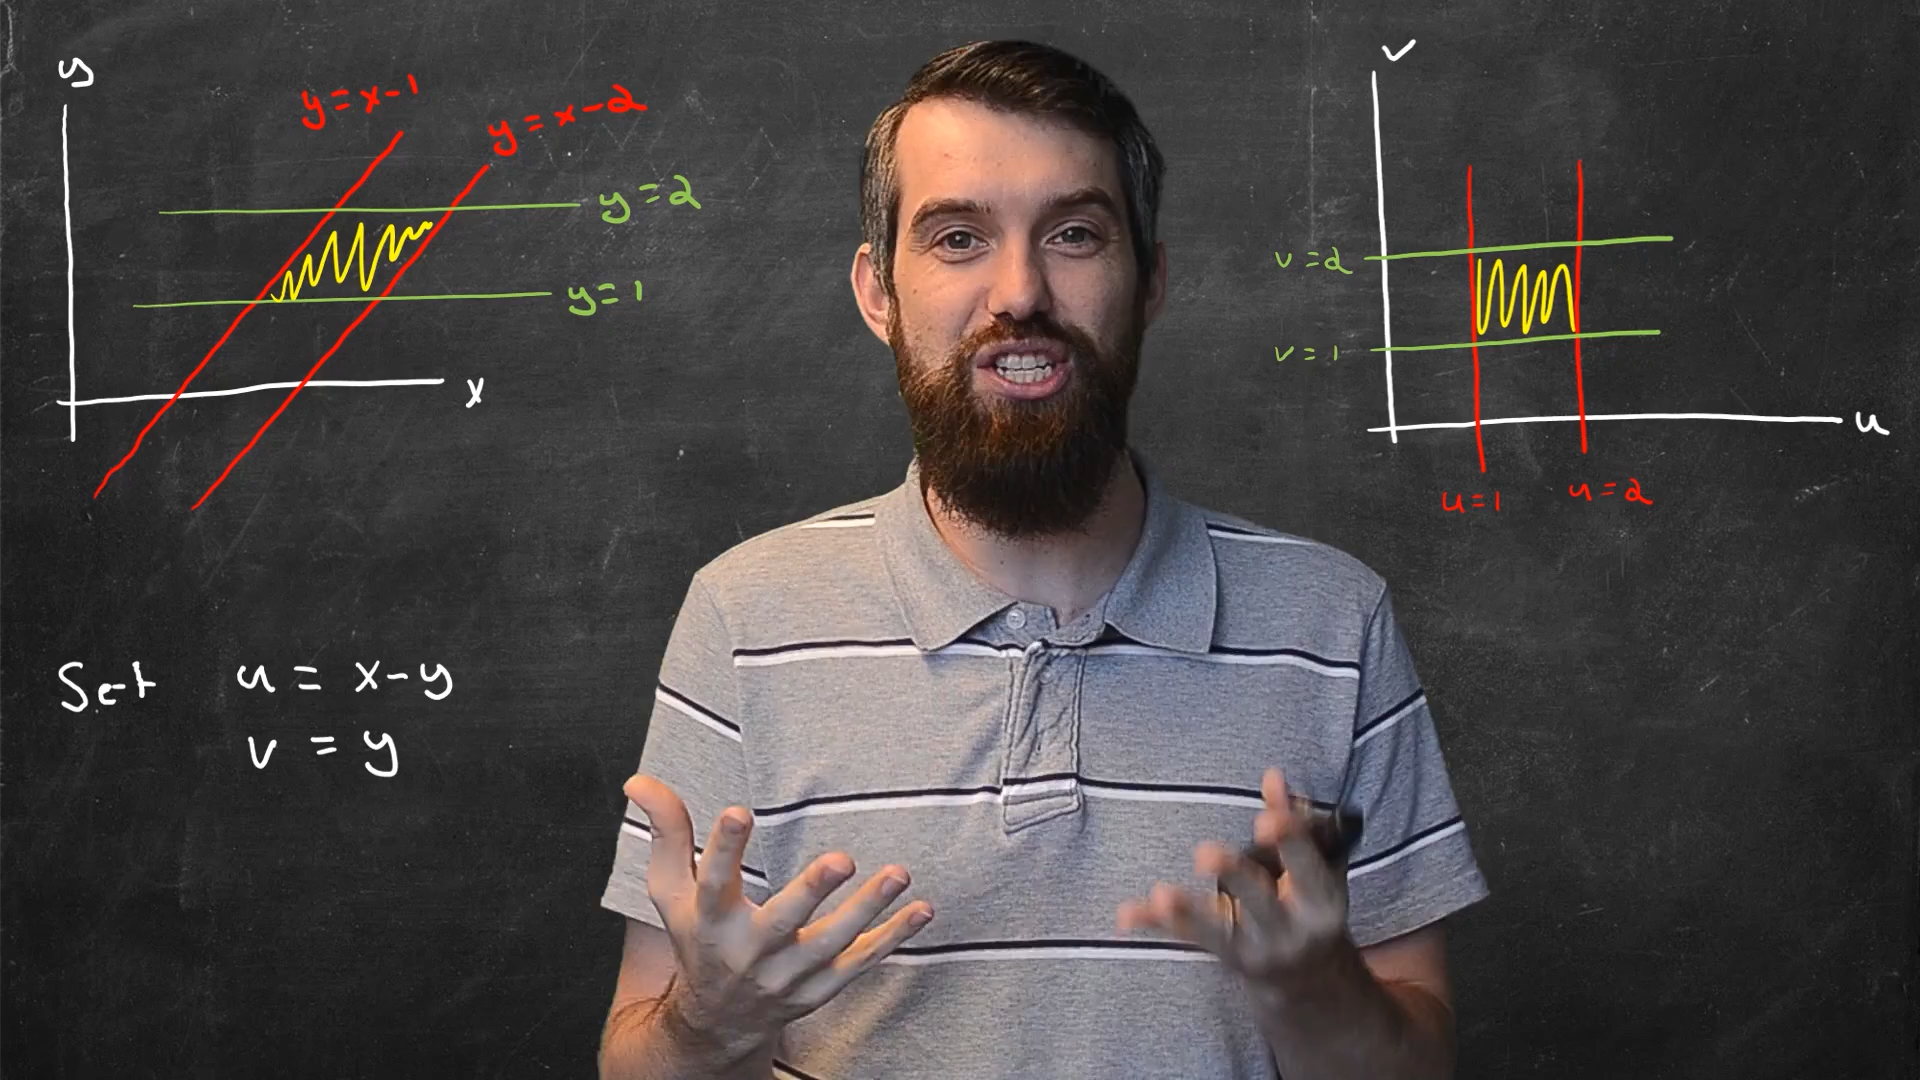 y
y = x-1
y = x-2
y = 2
y = 1
x
Set u = x-y
v = y
v
v = 2
v = 1
u
u = 1
u = 2